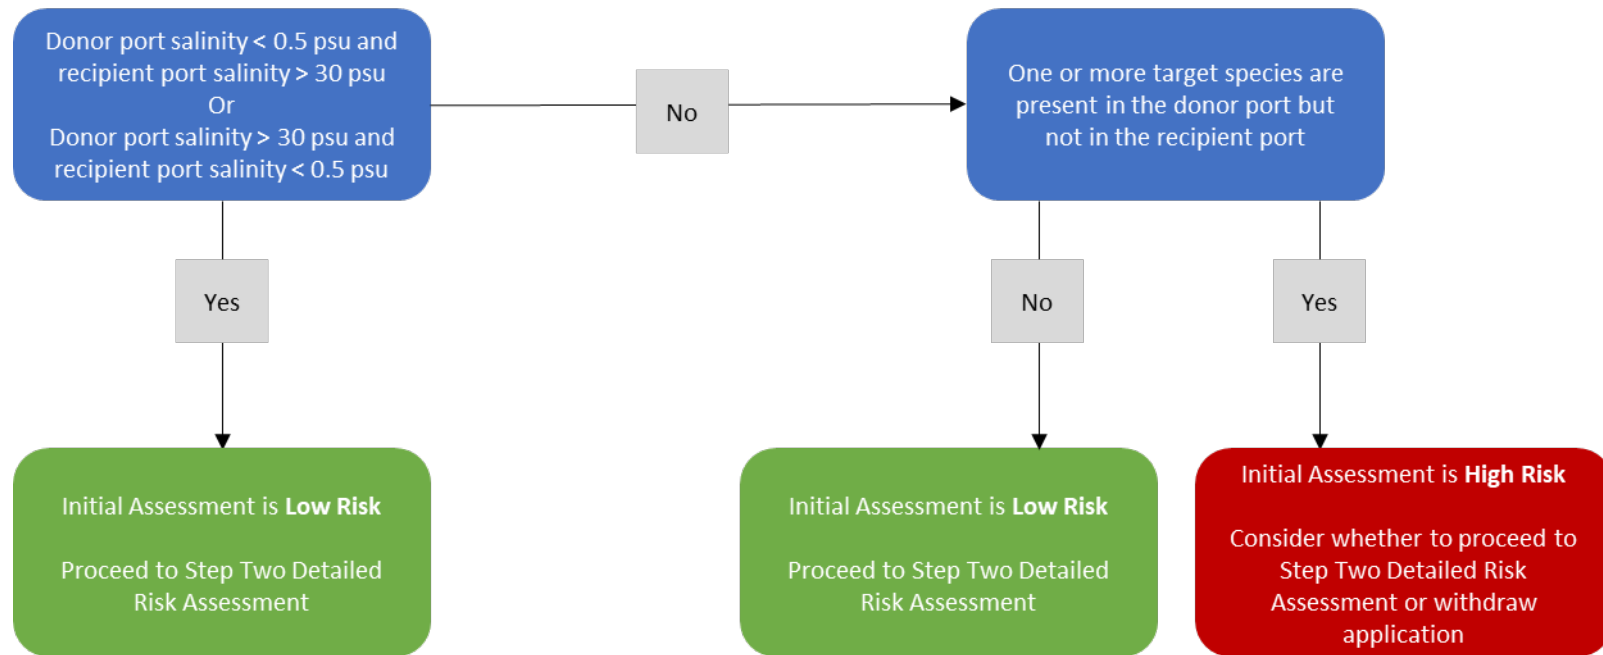 Donor port salinity < 0.5 psu and
recipient port salinity > 30 psu
Or
Donor port salinity > 30 psu and
recipient port salinity < 0.5 psu
No
One or more target species are
present in the donor port but
not in the recipient port
Yes
No
Yes
Initial Assessment is Low Risk
Proceed to Step Two Detailed
Risk Assessment
Initial Assessment is Low Risk
Proceed to Step Two Detailed
Risk Assessment
Initial Assessment is High Risk
Consider whether to proceed to
Step Two Detailed Risk
Assessment or withdraw
application